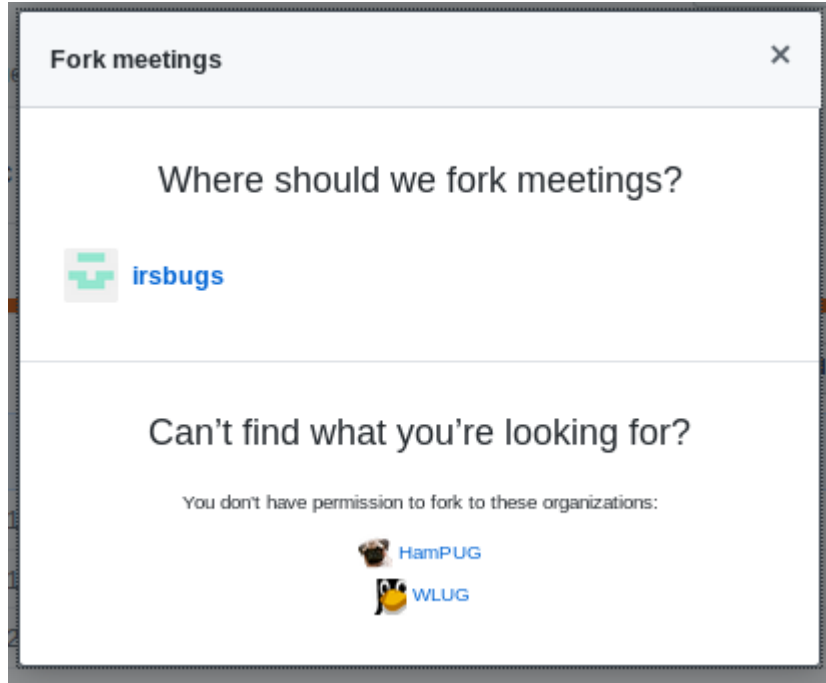 Fork meetings
Where should we fork meetings?
irsbugs
Can’t find what you’re looking for?
You don't have permission to fork to these organizations:
HamPUG
WLUG